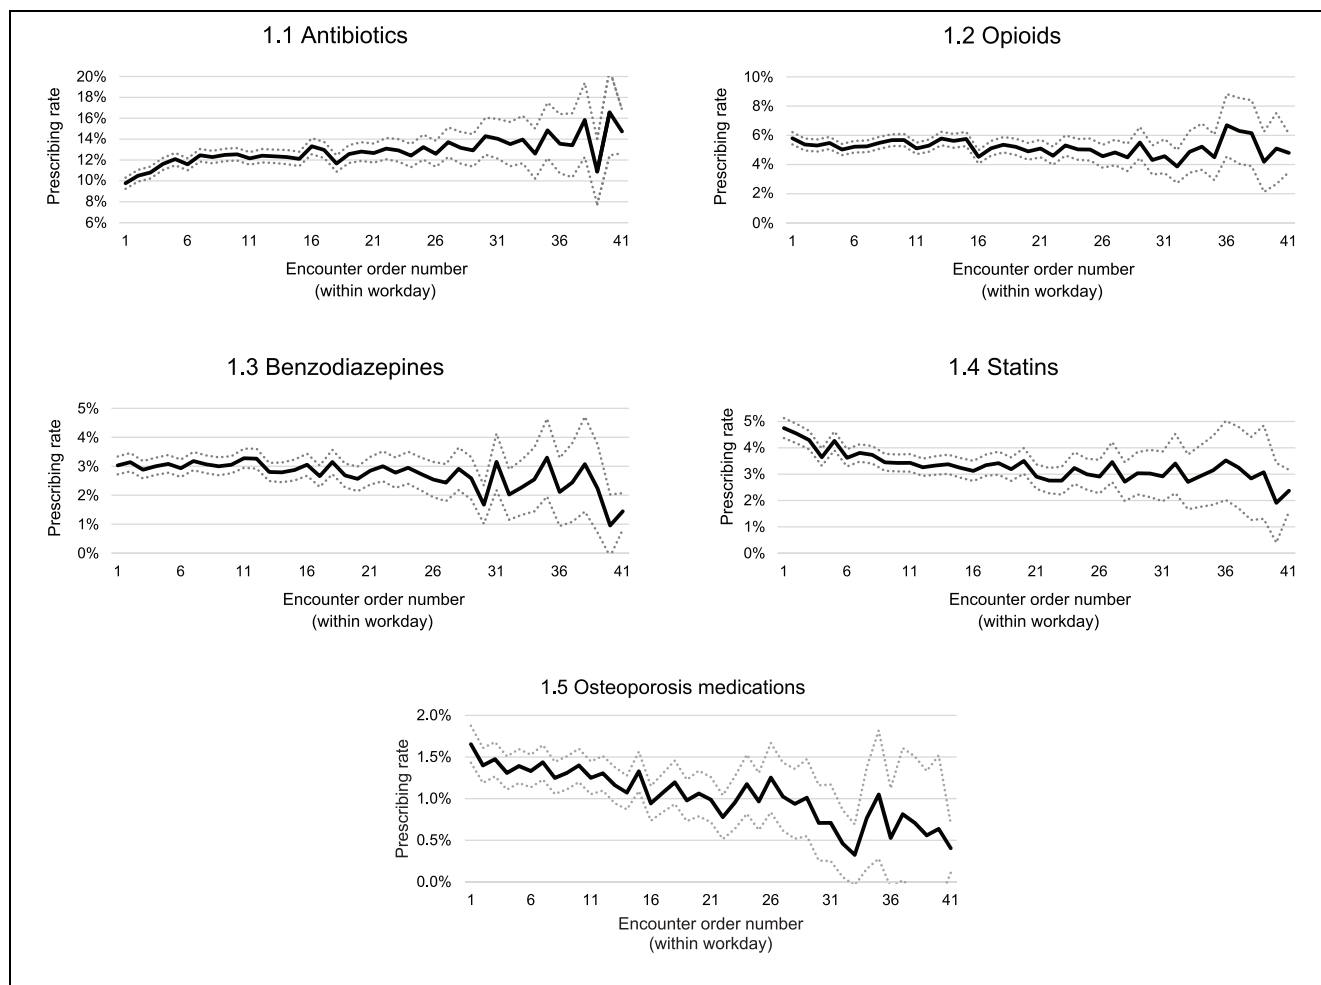 1.1 Antibiotics
Prescribing rate
20%
18%
16%
14%
12%
10%
8%
6%
1 6 11 16 21 26 31 36 41
Encounter order number
(within workday)
1.2 Opioids
Prescribing rate
10%
8%
6%
4%
2%
0%
1 6 11 16 21 26 31 36 41
Encounter order number
(within workday)
1.3 Benzodiazepines
Prescribing rate
5%
4%
3%
2%
1%
0%
1 6 11 16 21 26 31 36 41
Encounter order number
(within workday)
1.4 Statins
Prescribing rate
5%
4%
3%
2%
1%
0%
1 6 11 16 21 26 31 36 41
Encounter order number
(within workday)
1.5 Osteoporosis medications
Prescribing rate
2.0%
1.5%
1.0%
0.5%
0.0%
1 6 11 16 21 26 31 36 41
Encounter order number
(within workday)